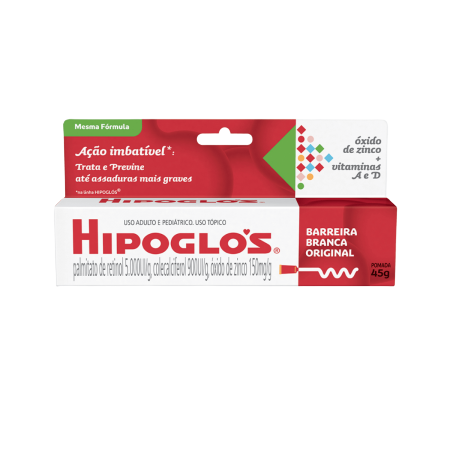 Mesma Fórmula
Ação imbatível*:
Trata e Previne
até assaduras mais graves
*na linha HIPOGLÓS®
óxido
de zinco
+
vitaminas
A e D
HIPOGLÓS
USO ADULTO E PEDIÁTRICO, USO TÓPICO
HIPOGLÓS®
palmitato de retinol 5.000UI/g, colecalciferol 900UI/g, óxido de zinco 150mg/g
BARREIRA
BRANCA
ORIGINAL
POMADA
45g